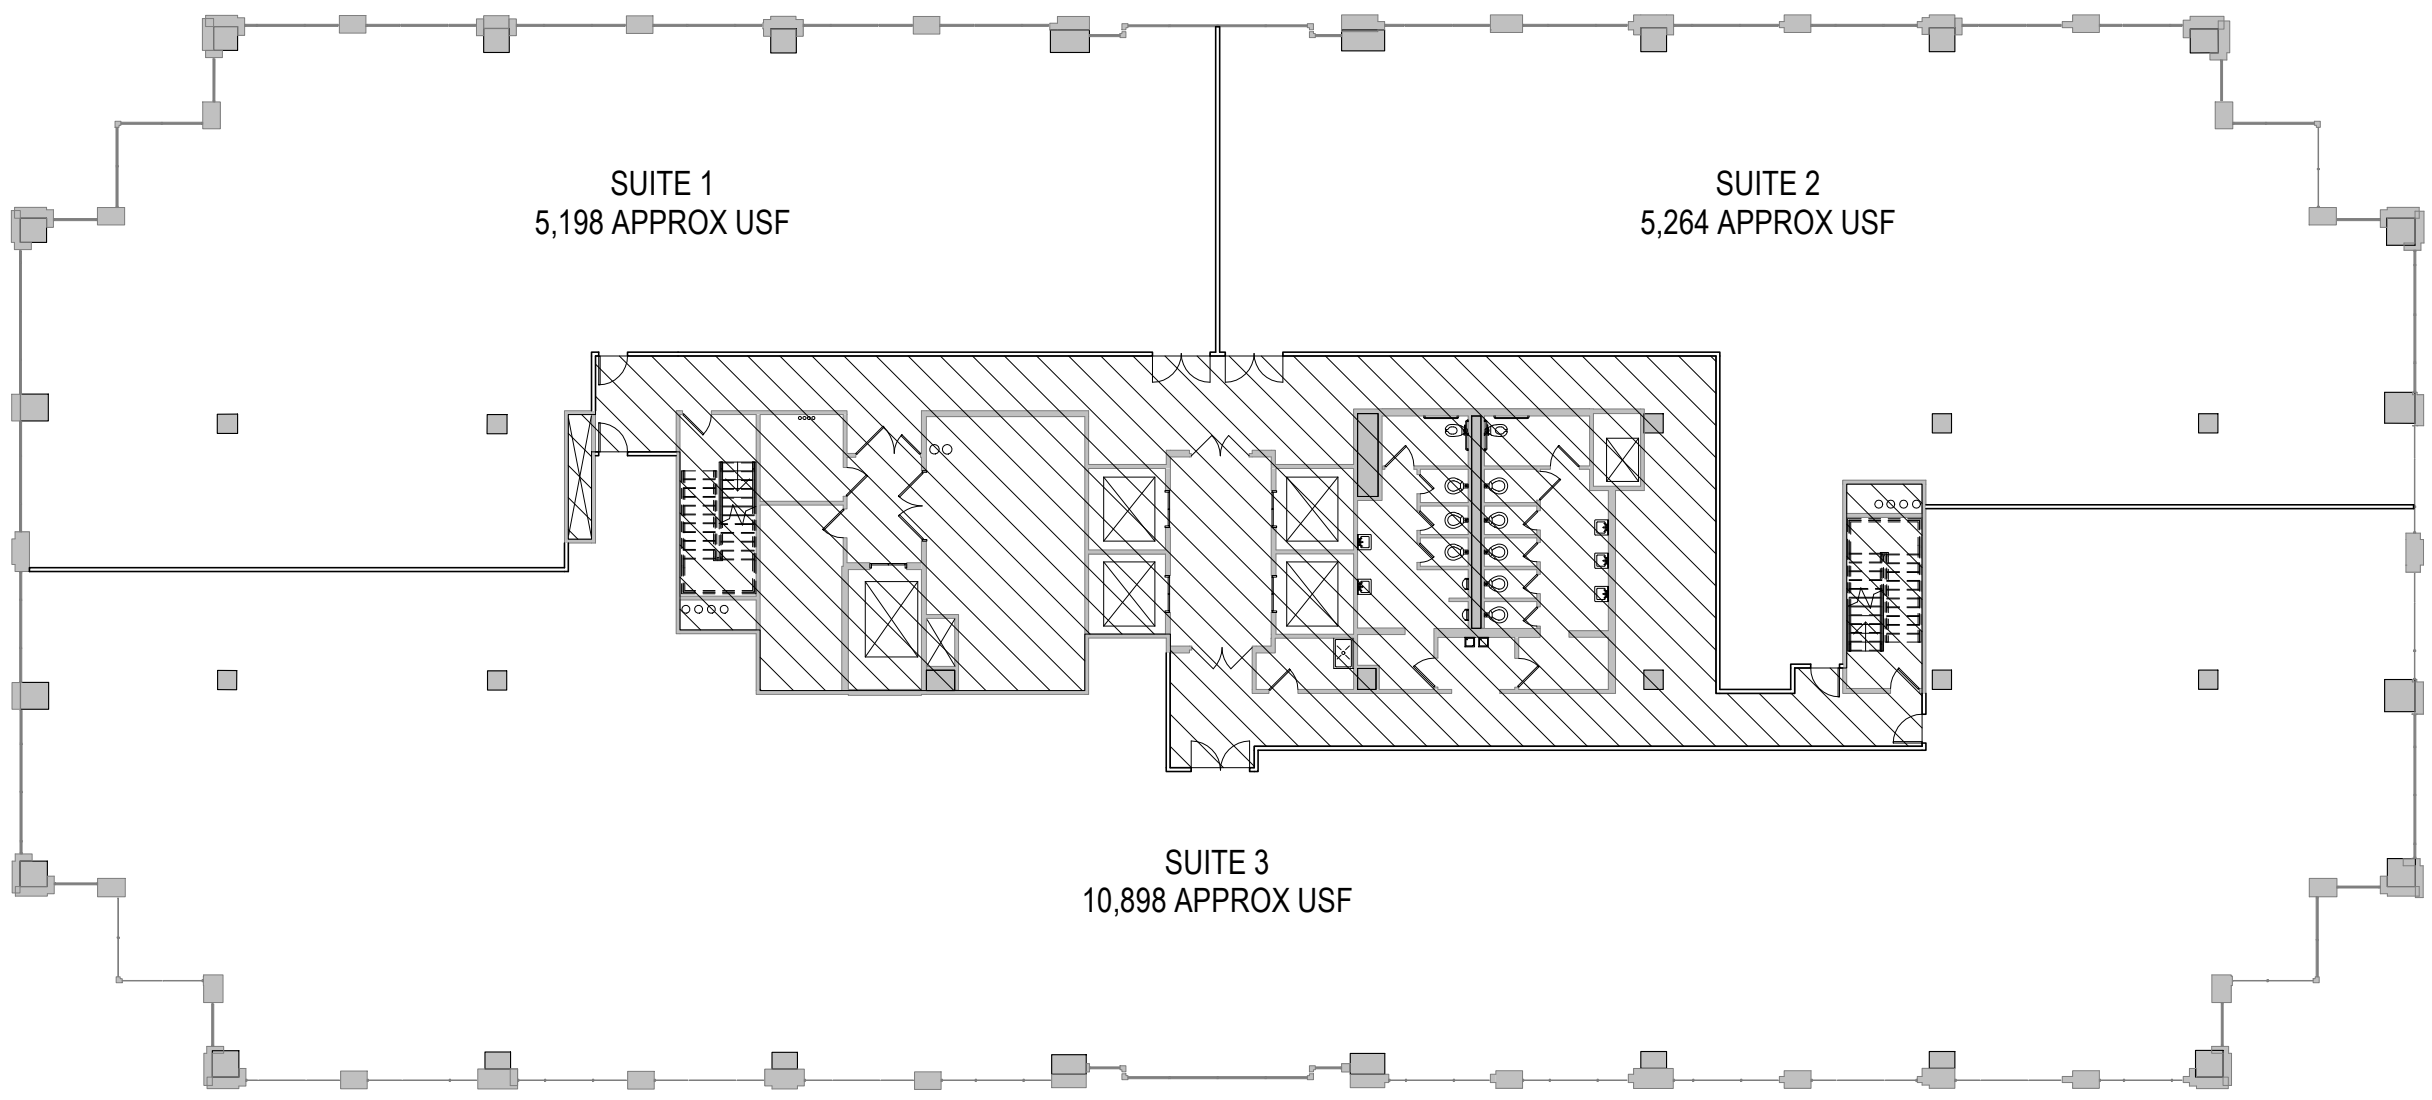 SUITE 1
5,198 APPROX USF
SUITE 2
5,264 APPROX USF
SUITE 3
10,898 APPROX USF